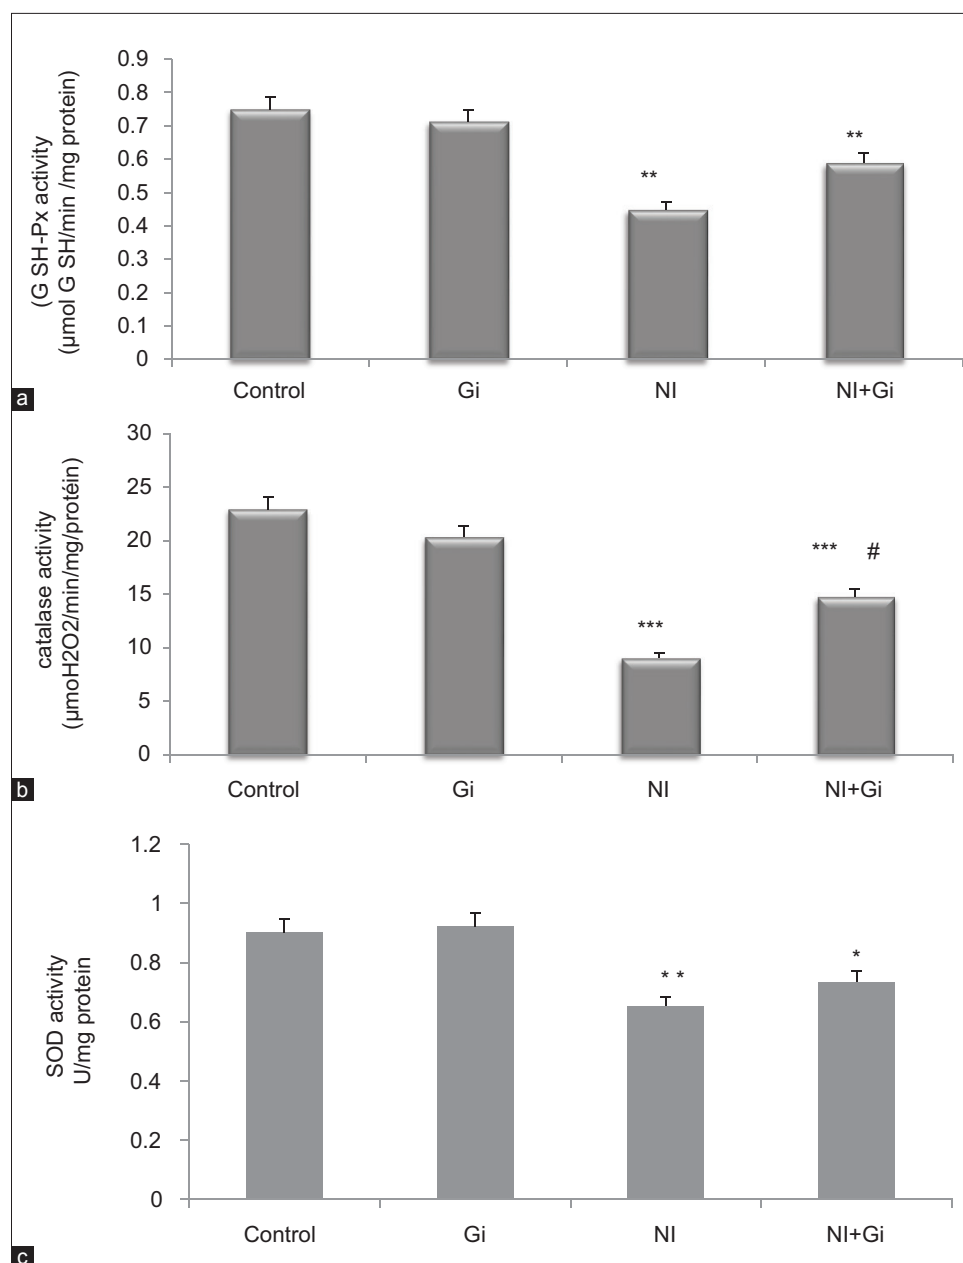 0.9
0.8
0.7
0.6
0.5
0.4
0.3
0.2
0.1
0
(G SH-Px activity
(µmol G SH/min /mg protein)
**
**
Control Gi NI NI+Gi
a
30
25
20
15
10
5
0
catalase activity
(µmoH2O2/min/mg/protéin)
***
*** #
Control Gi NI NI+Gi
b
1.2
1
0.8
0.6
0.4
0.2
0
SOD activity
U/mg protein
* *
*
Control Gi NI NI+Gi
c